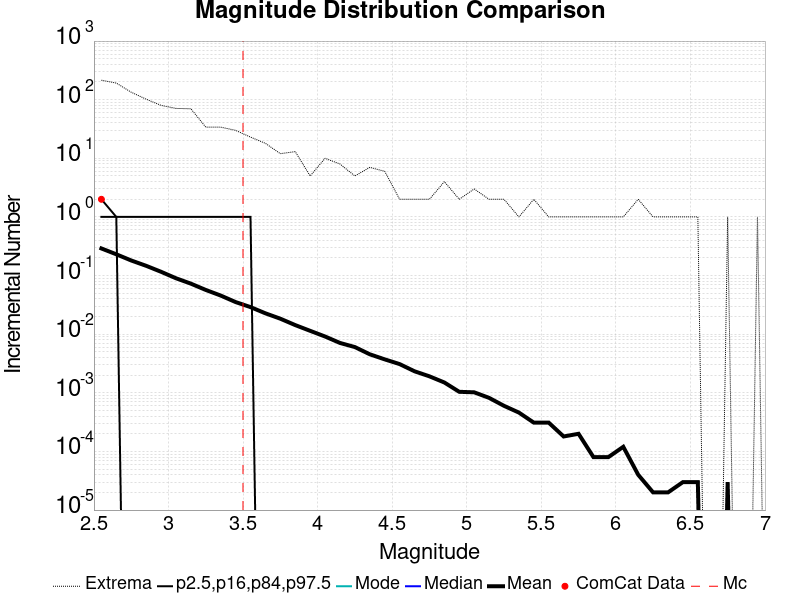 Magnitude Distribution Comparison
10 3
10 2
10 1
10 0
10 -1
10 -2
10 -3
10 -4
10 -5
Incremental Number
2.5 3 3.5 4 4.5 5 5.5 6 6.5 7
Magnitude
Extrema p2.5,p16,p84,p97.5 Mode Median Mean ComCat Data Mc